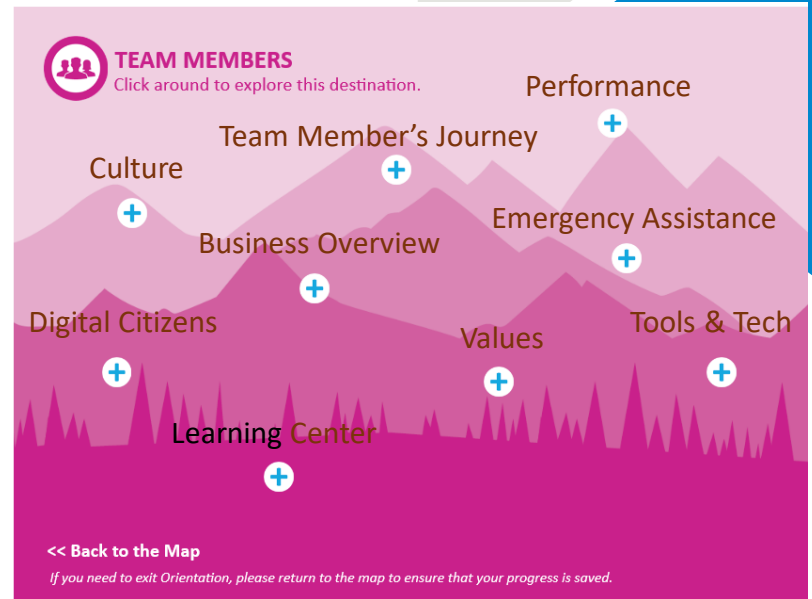 TEAM MEMBERS
Click around to explore this destination.
Performance
Team Member's Journey
Culture
Emergency Assistance
Business Overview
Digital Citizens
Values
Tools & Tech
Learning Center
<< Back to the Map
If you need to exit Orientation, please return to the map to ensure that your progress is saved.